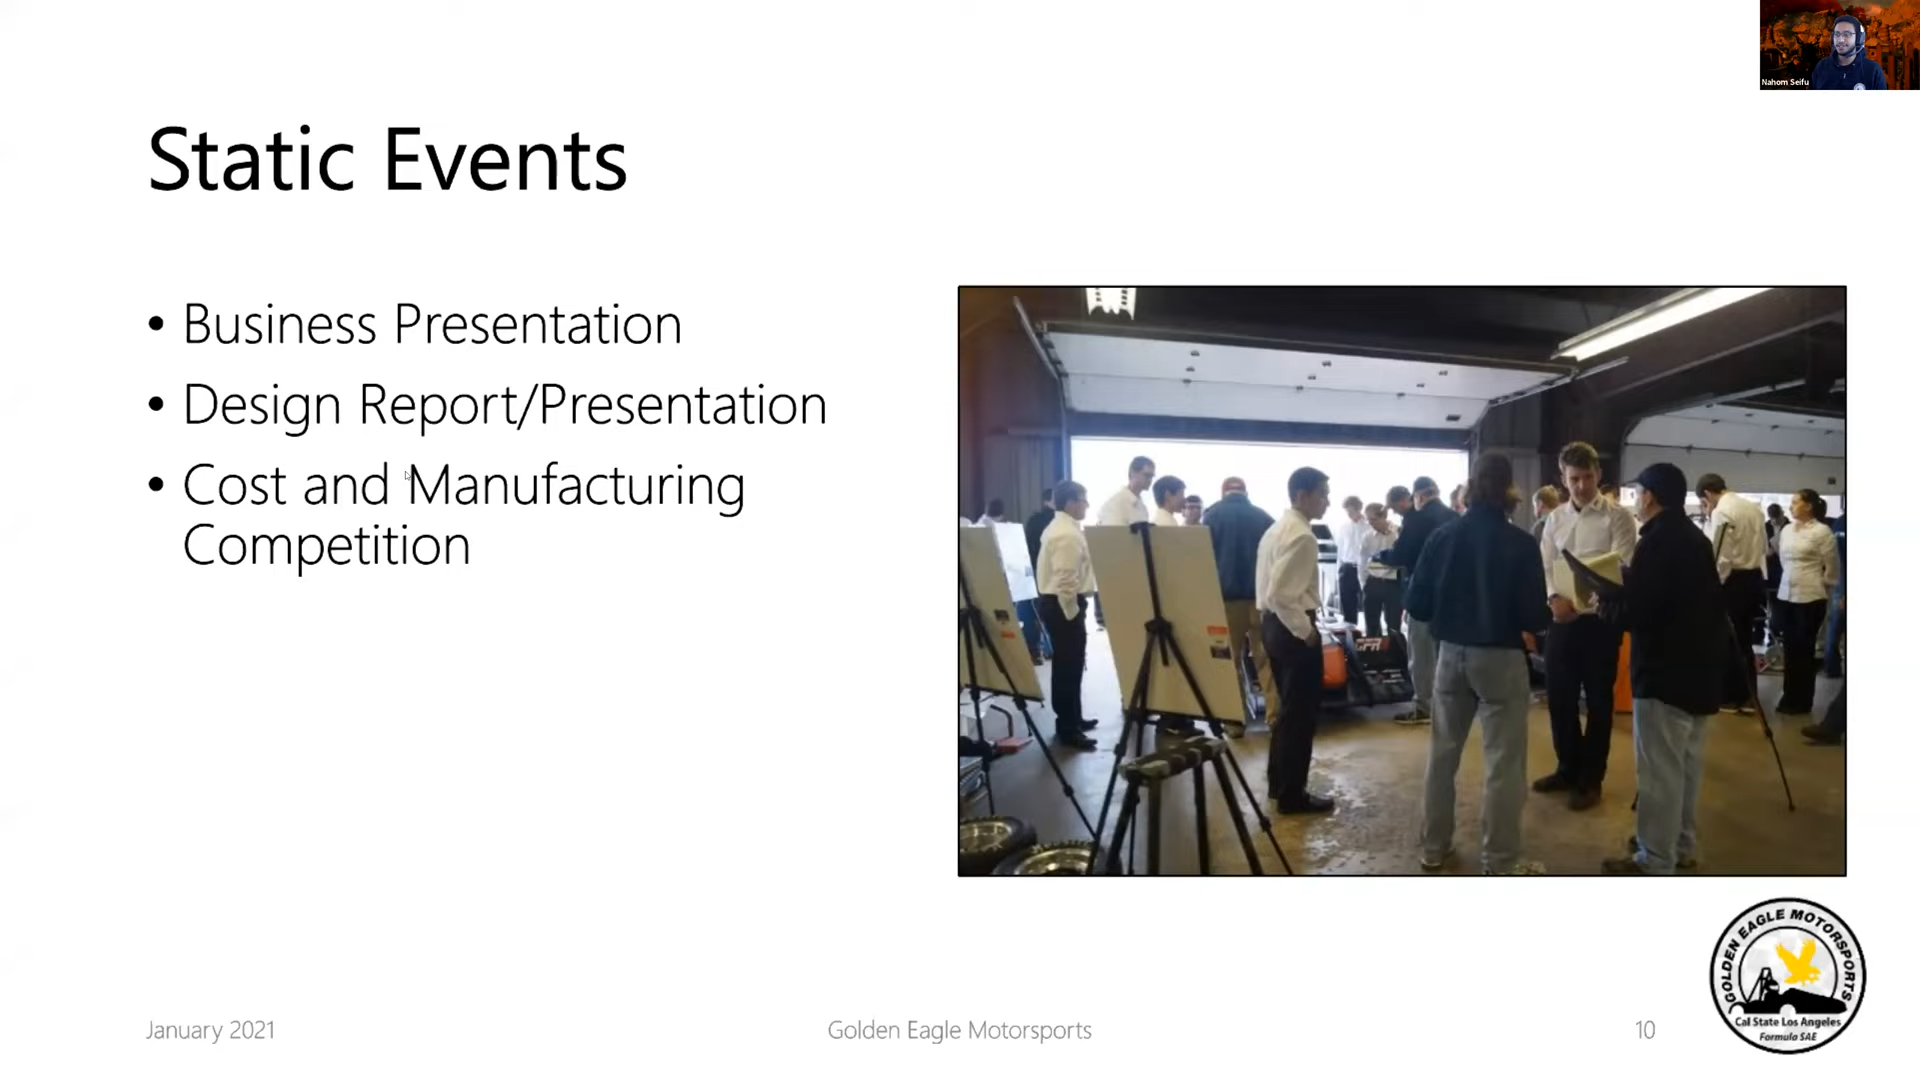 Nahom Seifu
Static Events
• Business Presentation
• Design Report/Presentation
• Cost and Manufacturing
Competition
GOLDEN EAGLE MOTORSPORTS
Cal State Los Angeles
Formula SAE
January 2021
Golden Eagle Motorsports
10